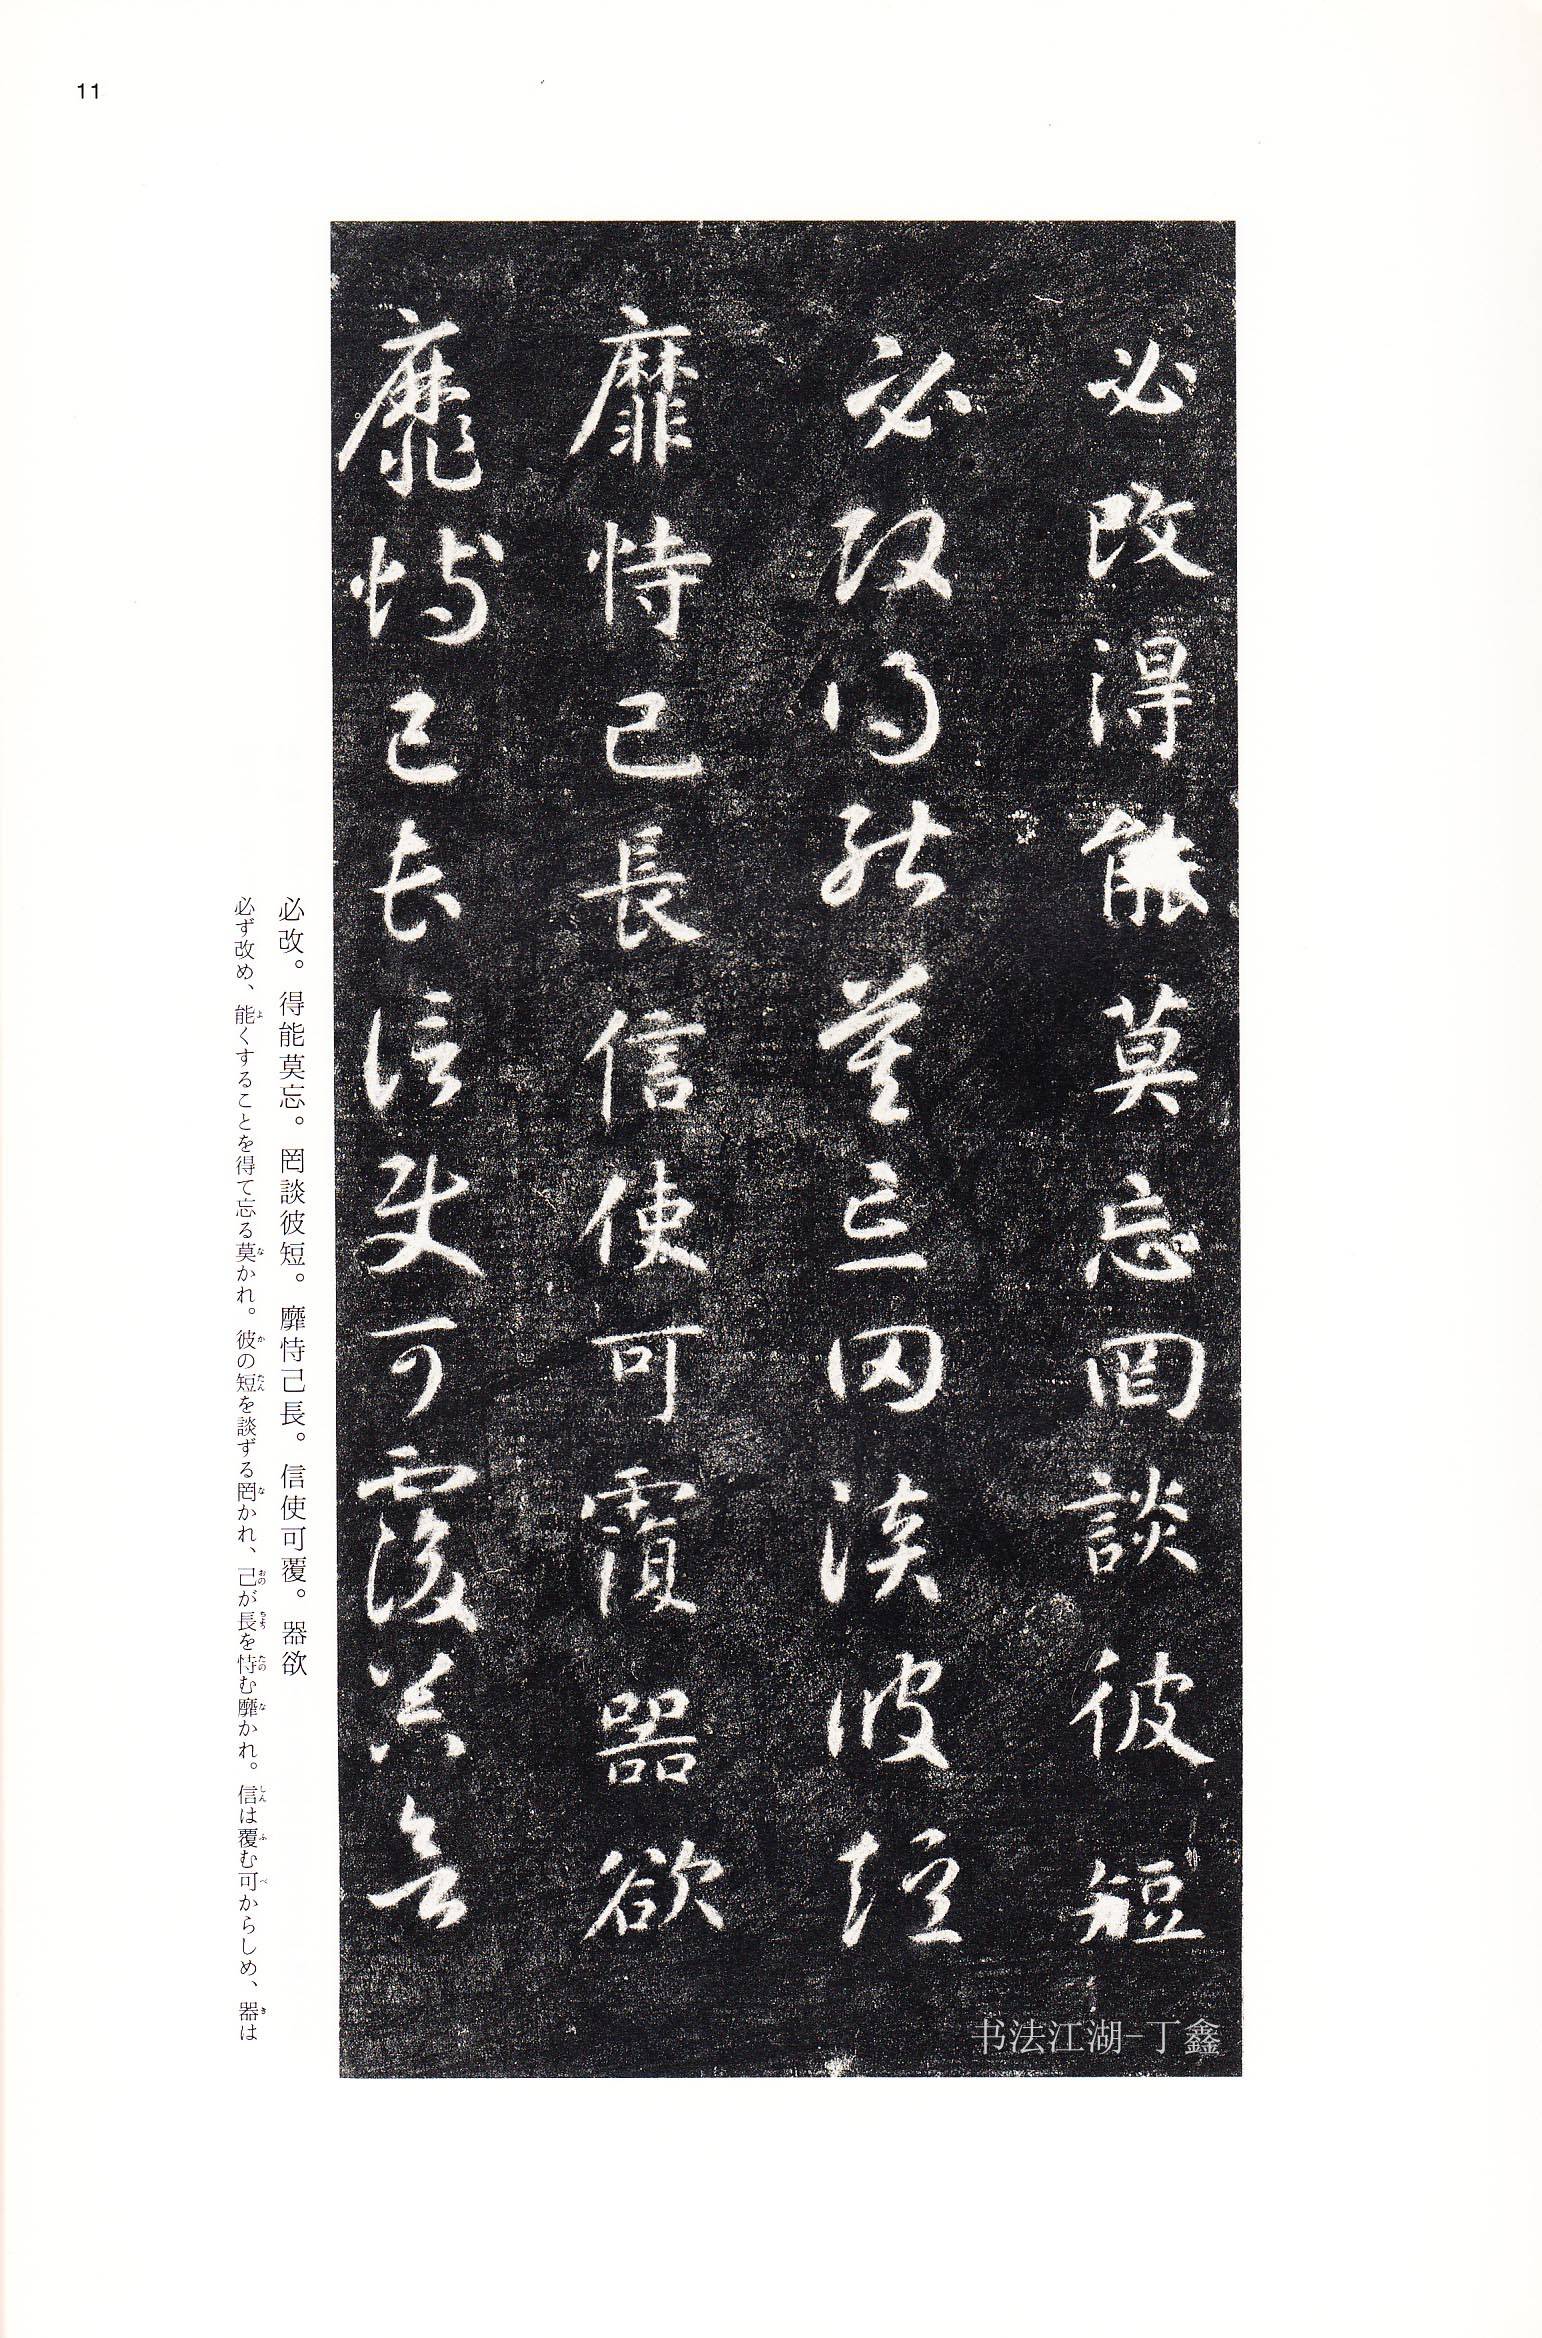 11
必改得能莫忘罔談彼短
必改得能莫忘罔談彼短
靡恃己長信使可覆器欲
靡恃己長信使可覆器欲
必改。得能莫忘。罔談彼短。靡恃己長。信使可覆。器欲
必ず改め、能くすることを得て忘る莫かれ。彼の短を談ずる罔かれ、己が長を恃む靡かれ。信は覆む可からしめ、器は
书法江湖-丁鑫